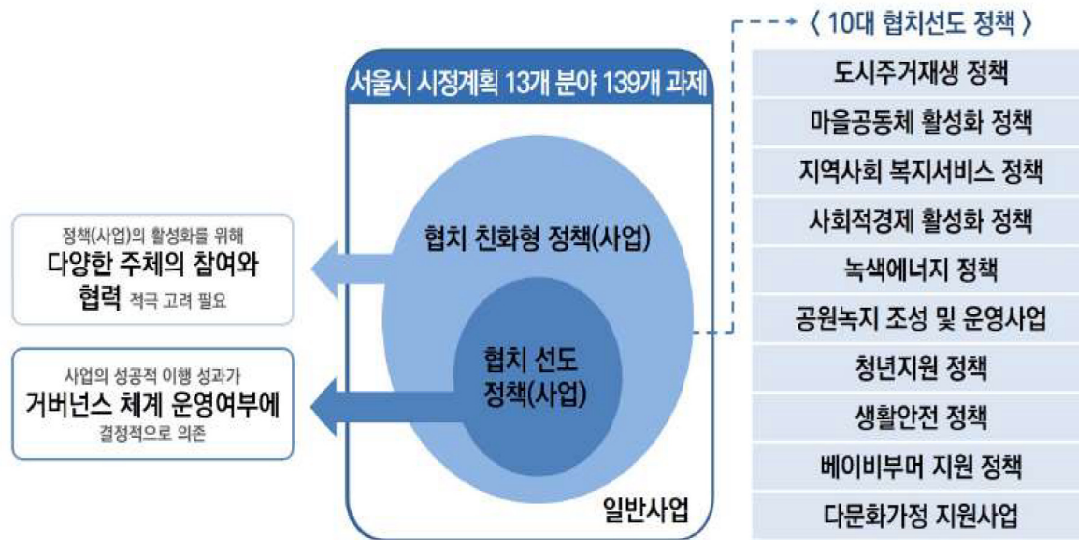 서울시 시정계획 13개 분야 139개 과제
협치 친화형 정책(사업)
협치 선도
정책(사업)
일반사업
정책(사업)의 활성화를 위해
다양한 주체의 참여와
협력 적극 고려 필요
사업의 성공적 이행 성과가
거버넌스 체계 운영여부에
결정적으로 의존
〈 10대 협치선도 정책 〉
도시주거재생 정책
마을공동체 활성화 정책
지역사회 복지서비스 정책
사회적경제 활성화 정책
녹색에너지 정책
공원녹지 조성 및 운영사업
청년지원 정책
생활안전 정책
베이비부머 지원 정책
다문화가정 지원사업